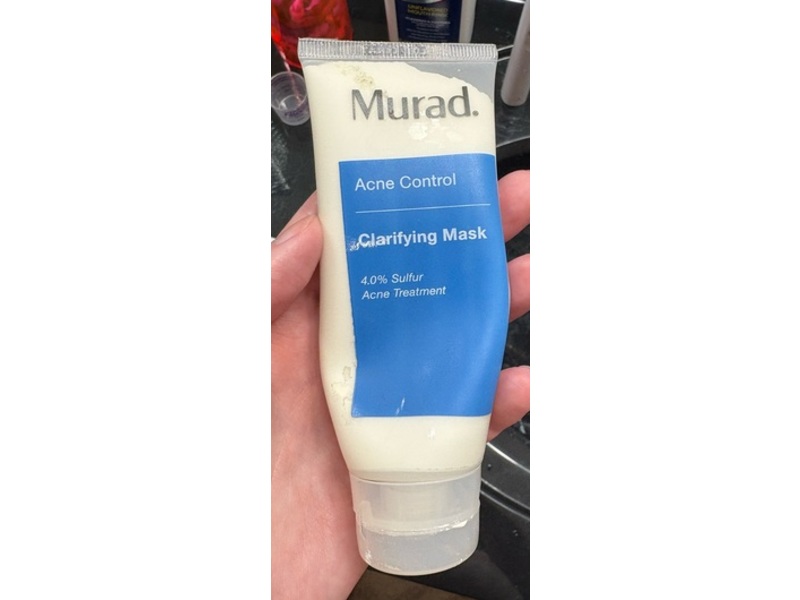 Murad.
Acne Control
Clarifying Mask
4.0% Sulfur
Acne Treatment